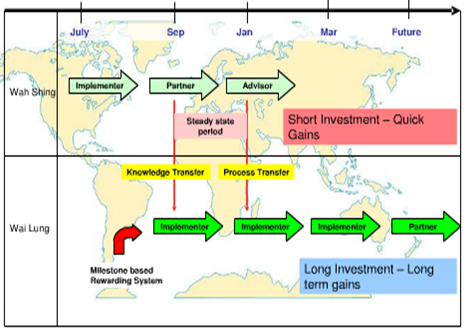 July Sep Jan Mar Future
Wah Shing
Implementer Partner Advisor
Steady state
period
Short Investment – Quick
Gains
Knowledge Transfer Process Transfer
Wai Lung
Implementer Implementer Implementer Partner
Milestone based
Rewarding System
Long Investment – Long
term gains